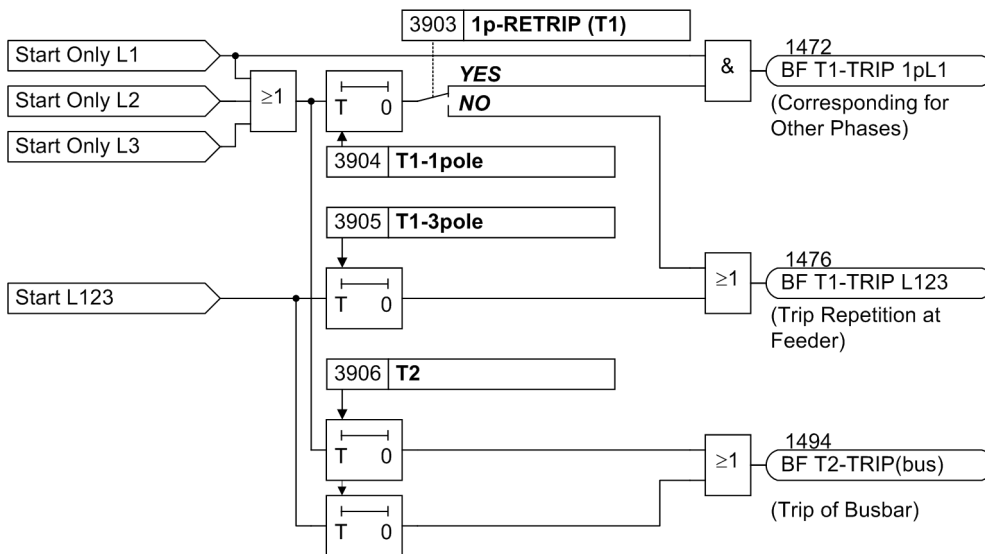 3903 1p-RETRIP (T1)
Start Only L1
YES
NO
1472
&
BF T1-TRIP 1pL1
(Corresponding for
Other Phases)
Start Only L2
≥1
T 0
Start Only L3
3904 T1-1pole
3905 T1-3pole
Start L123
T 0
1476
≥1
BF T1-TRIP L123
(Trip Repetition at
Feeder)
3906 T2
T 0
1494
≥1
BF T2-TRIP(bus)
(Trip of Busbar)
T 0